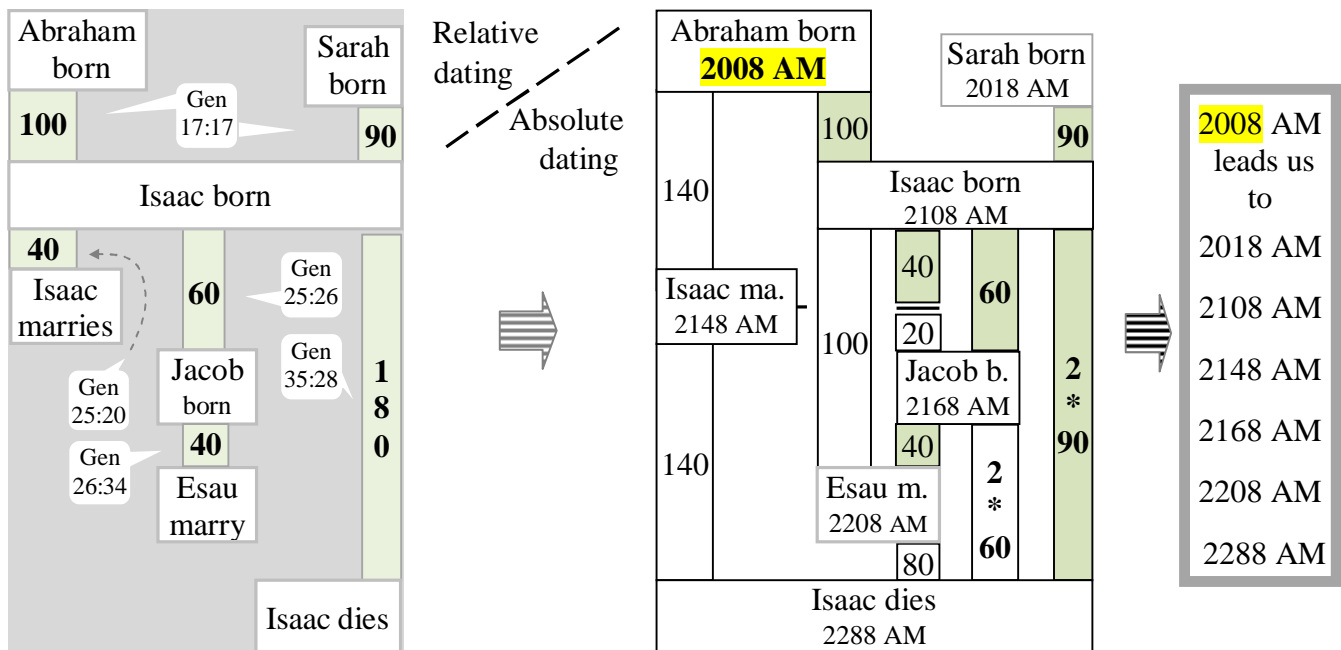 Abraham
born
Sarah
born
100
Gen
17:17
90
Isaac born
40
Isaac
marries
60
Gen
25:26
Gen
35:28
Gen
25:20
Jacob
born
1
8
0
Gen
26:34
40
Esau
marry
Isaac dies
Relative
dating
Absolute
dating
Abraham born
2008 AM
Sarah born
2018 AM
100
90
140
Isaac born
2108 AM
Isaac ma.
2148 AM
40
60
20
100
Jacob b.
2168 AM
2
*
90
140
40
2
*
60
Esau m.
2208 AM
80
Isaac dies
2288 AM
2008 AM
leads us
to
2018 AM
2108 AM
2148 AM
2168 AM
2208 AM
2288 AM